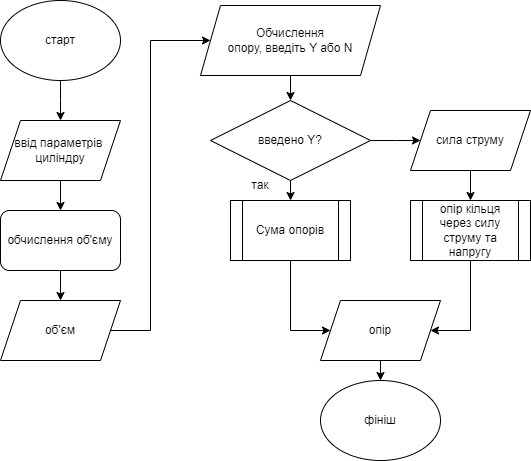 старт
ввід параметрів
циліндру
обчислення об'єму
об'єм
Обчислення
опору, введіть Y або N
введено Y?
так
сила струму
Сума опорів
опір кільця
через силу
струму та
напругу
опір
фініш